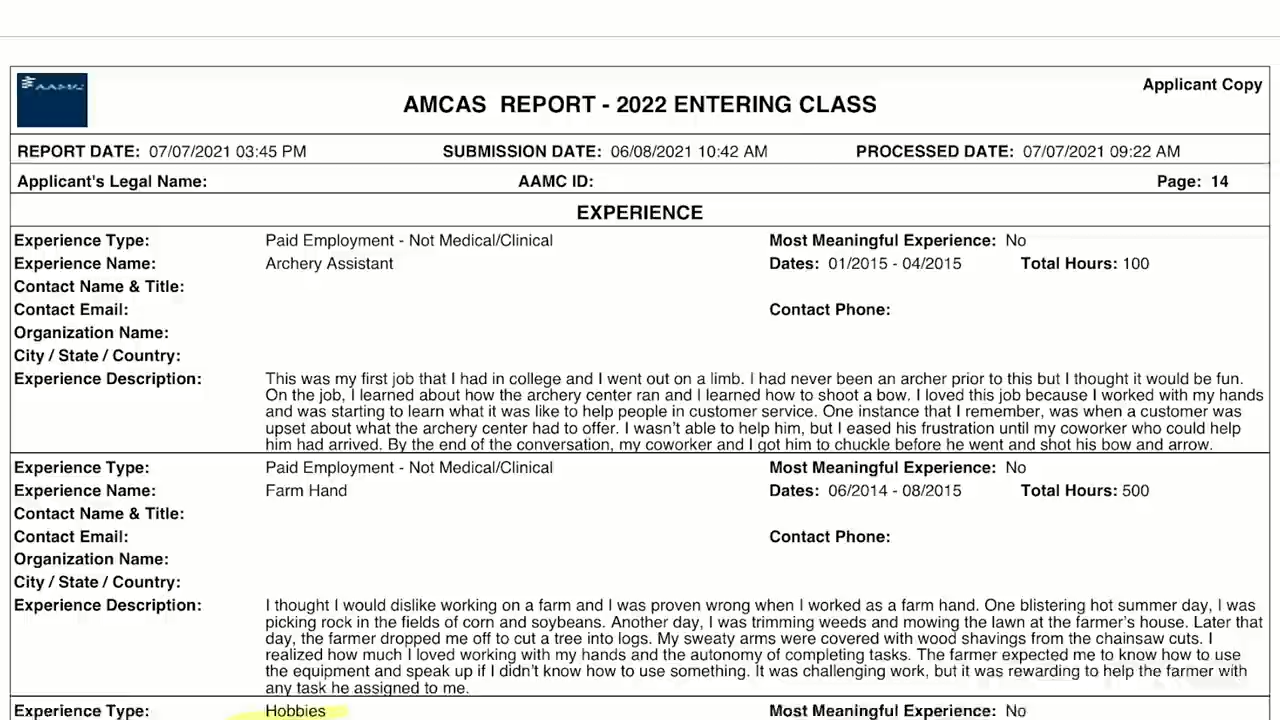 AAMC
Applicant Copy
AMCAS REPORT - 2022 ENTERING CLASS
REPORT DATE: 07/07/2021 03:45 PM SUBMISSION DATE: 06/08/2021 10:42 AM PROCESSED DATE: 07/07/2021 09:22 AM
Applicant's Legal Name: AAMC ID: Page: 14
EXPERIENCE
Experience Type: Paid Employment - Not Medical/Clinical Most Meaningful Experience: No
Experience Name: Archery Assistant Dates: 01/2015 - 04/2015 Total Hours: 100
Contact Name & Title:
Contact Email: Contact Phone:
Organization Name:
City / State / Country:
Experience Description: This was my first job that I had in college and I went out on a limb. I had never been an archer prior to this but I thought it would be fun.
On the job, I learned about how the archery center ran and I learned how to shoot a bow. I loved this job because I worked with my hands
and was starting to learn what it was like to help people in customer service. One instance that I remember, was when a customer was
upset about what the archery center had to offer. I wasn't able to help him, but I eased his frustration until my coworker who could help
him had arrived. By the end of the conversation, my coworker and I got him to chuckle before he went and shot his bow and arrow.
Experience Type: Paid Employment - Not Medical/Clinical Most Meaningful Experience: No
Experience Name: Farm Hand Dates: 06/2014 - 08/2015 Total Hours: 500
Contact Name & Title:
Contact Email: Contact Phone:
Organization Name:
City / State / Country:
Experience Description: I thought I would dislike working on a farm and I was proven wrong when I worked as a farm hand. One blistering hot summer day, I was
picking rock in the fields of corn and soybeans. Another day, I was trimming weeds and mowing the lawn at the farmer's house. Later that
day, the farmer dropped me off to cut a tree into logs. My sweaty arms were covered with wood shavings from the chainsaw cuts. I
realized how much I loved working with my hands and the autonomy of completing tasks. The farmer expected me to know how to use
the equipment and speak up if I didn't know how to use something. It was challenging work, but it was rewarding to help the farmer with
any task he assigned to me.
Experience Type: Hobbies Most Meaningful Experience: No